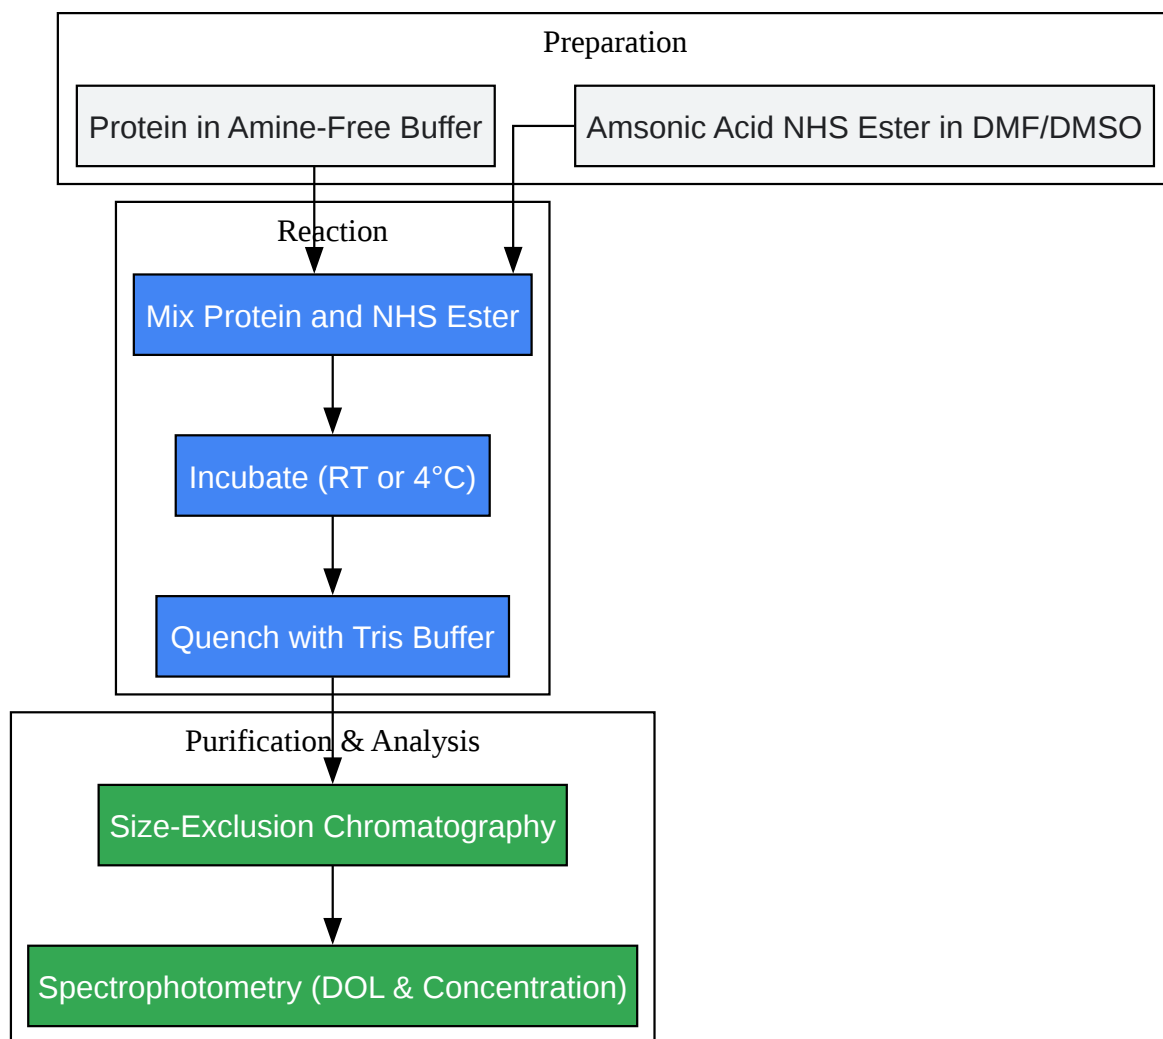 Preparation
Protein in Amine-Free Buffer
Amsonic Acid NHS Ester in DMF/DMSO
Reaction
Mix Protein and NHS Ester
Incubate (RT or 4°C)
Quench with Tris Buffer
Purification & Analysis
Size-Exclusion Chromatography
Spectrophotometry (DOL & Concentration)